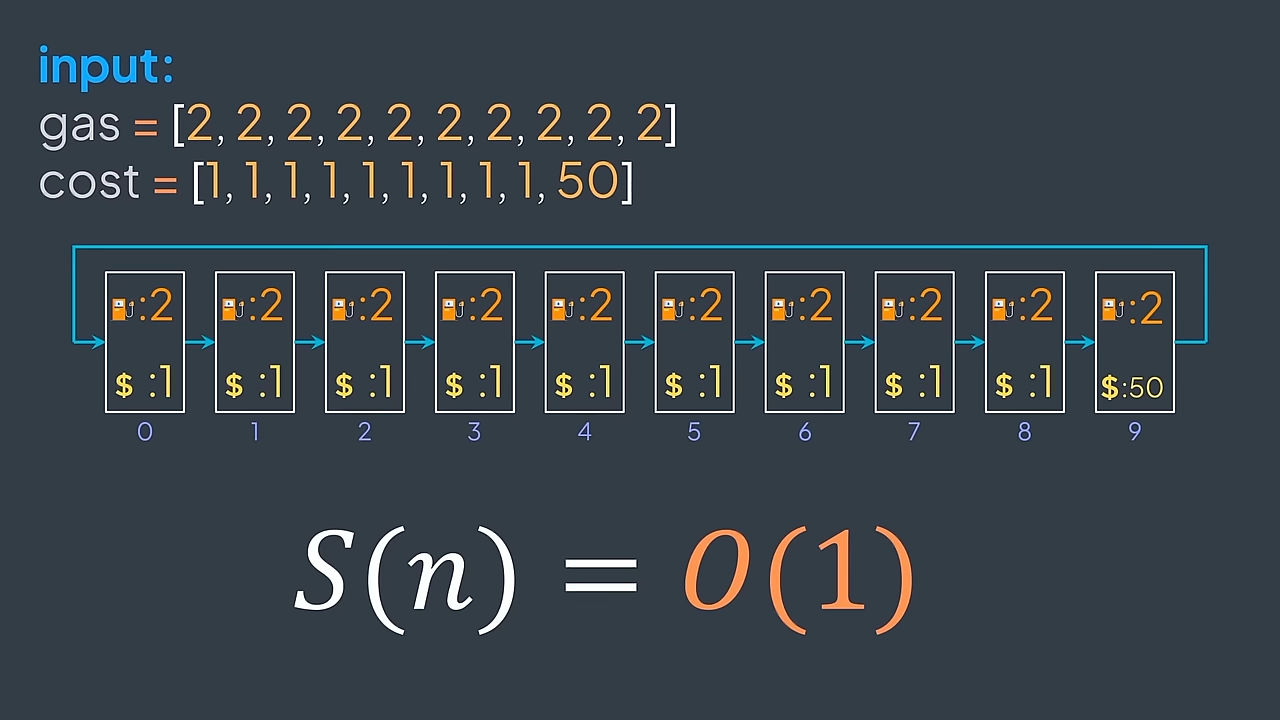 input:
gas = [2, 2, 2, 2, 2, 2, 2, 2, 2, 2]
cost = [1, 1, 1, 1, 1, 1, 1, 1, 1, 50]
:2 :2 :2 :2 :2 :2 :2 :2 :2 :2
$ :1 $ :1 $ :1 $ :1 $ :1 $ :1 $ :1 $ :1 $ :1 $:50
0 1 2 3 4 5 6 7 8 9
S(n) = O(1)